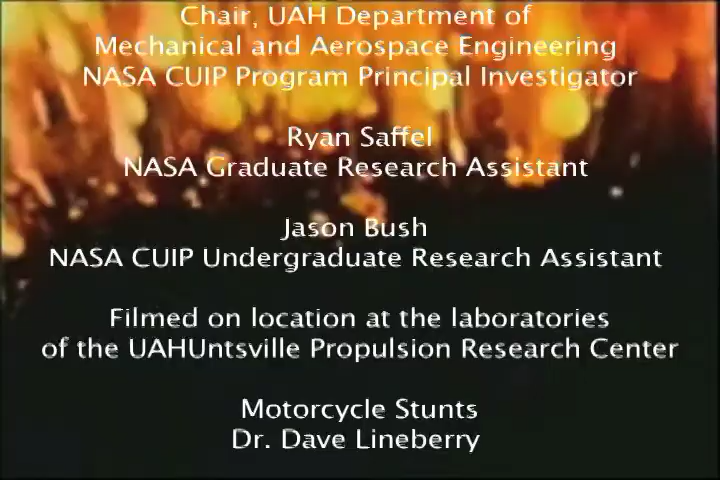 Chair, UAH Department of
Mechanical and Aerospace Engineering
NASA CUIP Program Principal Investigator
Ryan Saffel
NASA Graduate Research Assistant
Jason Bush
NASA CUIP Undergraduate Research Assistant
Filmed on location at the laboratories
of the UAHUntsville Propulsion Research Center
Motorcycle Stunts
Dr. Dave Lineberry